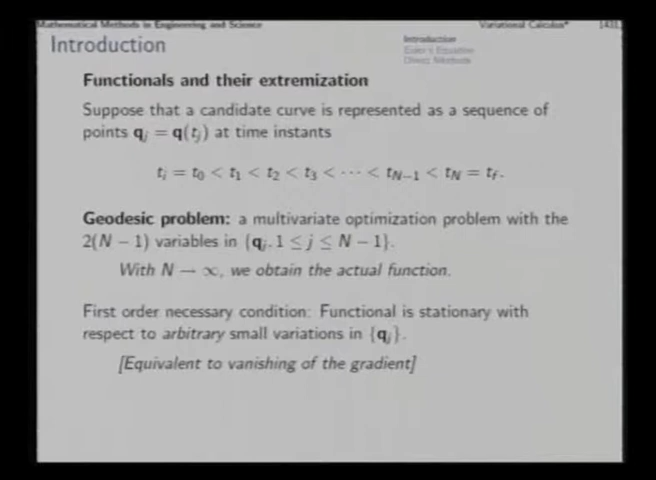 Mathematical Methods in Engineering and Science
Variational Calculus*
Introduction
Introduction
Euler's Equation
Direct Methods
Functionals and their extremization
Suppose that a candidate curve is represented as a sequence of
points q_j = q(t_j) at time instants
t_i = t_0 < t_1 < t_2 < t_3 < ··· < t_{N−1} < t_N = t_f.
Geodesic problem: a multivariate optimization problem with the
2(N − 1) variables in {q_j, 1 ≤ j ≤ N − 1}.
With N → ∞, we obtain the actual function.
First order necessary condition: Functional is stationary with
respect to arbitrary small variations in {q_j}.
[Equivalent to vanishing of the gradient]